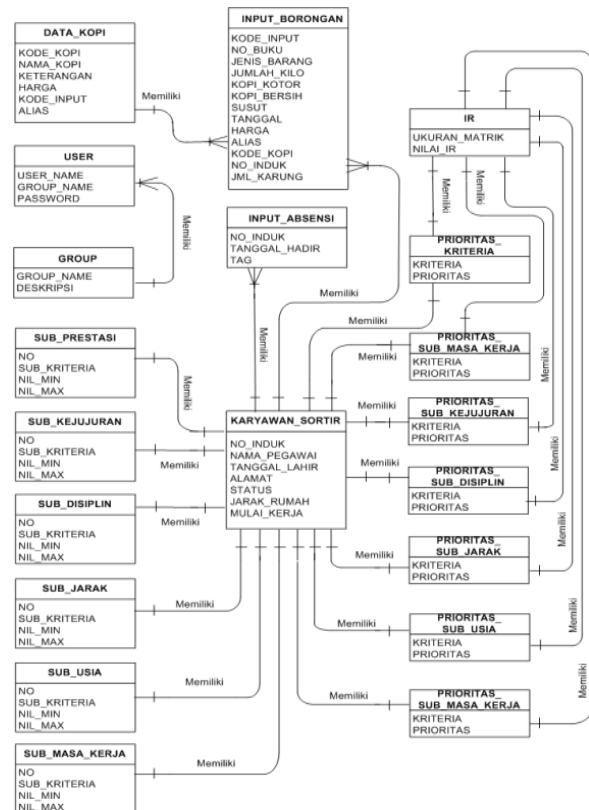 DATA_KOPI
KODE_KOPI
NAMA_KOPI
KETERANGAN
HARGA
KODE_INPUT
ALIAS
Memiliki
INPUT_BORONGAN
KODE_INPUT
NO_BUKU
JENIS_BARANG
JUMLAH_KILO
KOPI_KOTOR
KOPI_BERSIH
SUSUT
TANGGAL
HARGA
ALIAS
KODE_KOPI
NO_INDUK
JML_KARUNG
USER
USER_NAME
GROUP_NAME
PASSWORD
Memiliki
GROUP
GROUP_NAME
DESKRIPSI
INPUT_ABSENSI
NO_INDUK
TANGGAL_HADIR
TAG
Memiliki
Memiliki
IR
UKURAN_MATRIK
NILAI_IR
Memiliki
Memiliki
PRIORITAS_
KRITERIA
KRITERIA
PRIORITAS
Memiliki
PRIORITAS_
SUB_MASA_KERJA
KRITERIA
PRIORITAS
Memiliki
Memiliki
PRIORITAS_
SUB_KEJUJURAN
KRITERIA
PRIORITAS
Memiliki
Memiliki
PRIORITAS_
SUB_DISIPLIN
KRITERIA
PRIORITAS
Memiliki
Memiliki
PRIORITAS_
SUB_JARAK
KRITERIA
PRIORITAS
Memiliki
Memiliki
PRIORITAS_
SUB_USIA
KRITERIA
PRIORITAS
Memiliki
Memiliki
PRIORITAS_
SUB_MASA_KERJA
KRITERIA
PRIORITAS
Memiliki
Memiliki
KARYAWAN_SORTIR
NO_INDUK
NAMA_PEGAWAI
TANGGAL_LAHIR
ALAMAT
STATUS
JARAK_RUMAH
MULAI_KERJA
SUB_PRESTASI
NO
SUB_KRITERIA
NIL_MIN
NIL_MAX
Memiliki
SUB_KEJUJURAN
NO
SUB_KRITERIA
NIL_MIN
NIL_MAX
Memiliki
SUB_DISIPLIN
NO
SUB_KRITERIA
NIL_MIN
NIL_MAX
Memiliki
SUB_JARAK
NO
SUB_KRITERIA
NIL_MIN
NIL_MAX
Memiliki
SUB_USIA
NO
SUB_KRITERIA
NIL_MIN
NIL_MAX
Memiliki
SUB_MASA_KERJA
NO
SUB_KRITERIA
NIL_MIN
NIL_MAX
Memiliki